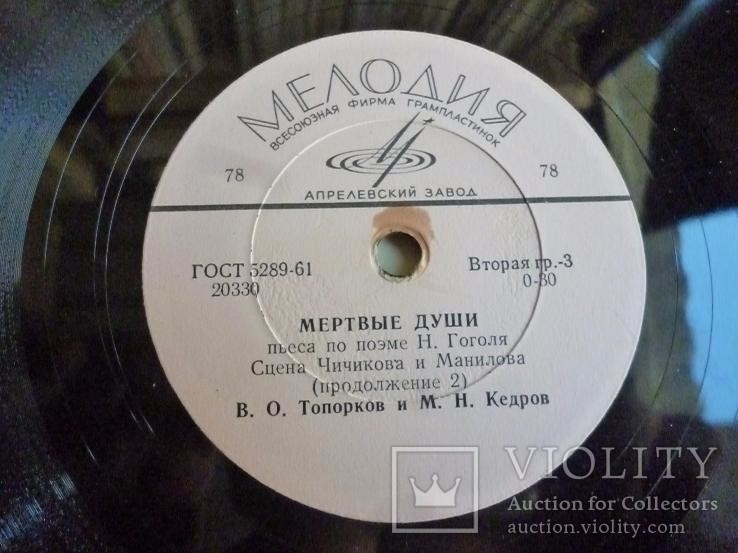 МЕЛОДИЯ
ВСЕСОЮЗНАЯ ФИРМА ГРАМПЛАСТИНОК
78 78
АПРЕЛЕВСКИЙ ЗАВОД
ГОСТ 5289-61 Вторая гр.-3
20330 0-80
МЕРТВЫЕ ДУШИ
пьеса по поэме Н. Гоголя
Сцена Чичикова и Манилова
(продолжение 2)
В. О. Топорков и М. Н. Кедров
VIOLITY
Auction for Collectors
auction.violity.com